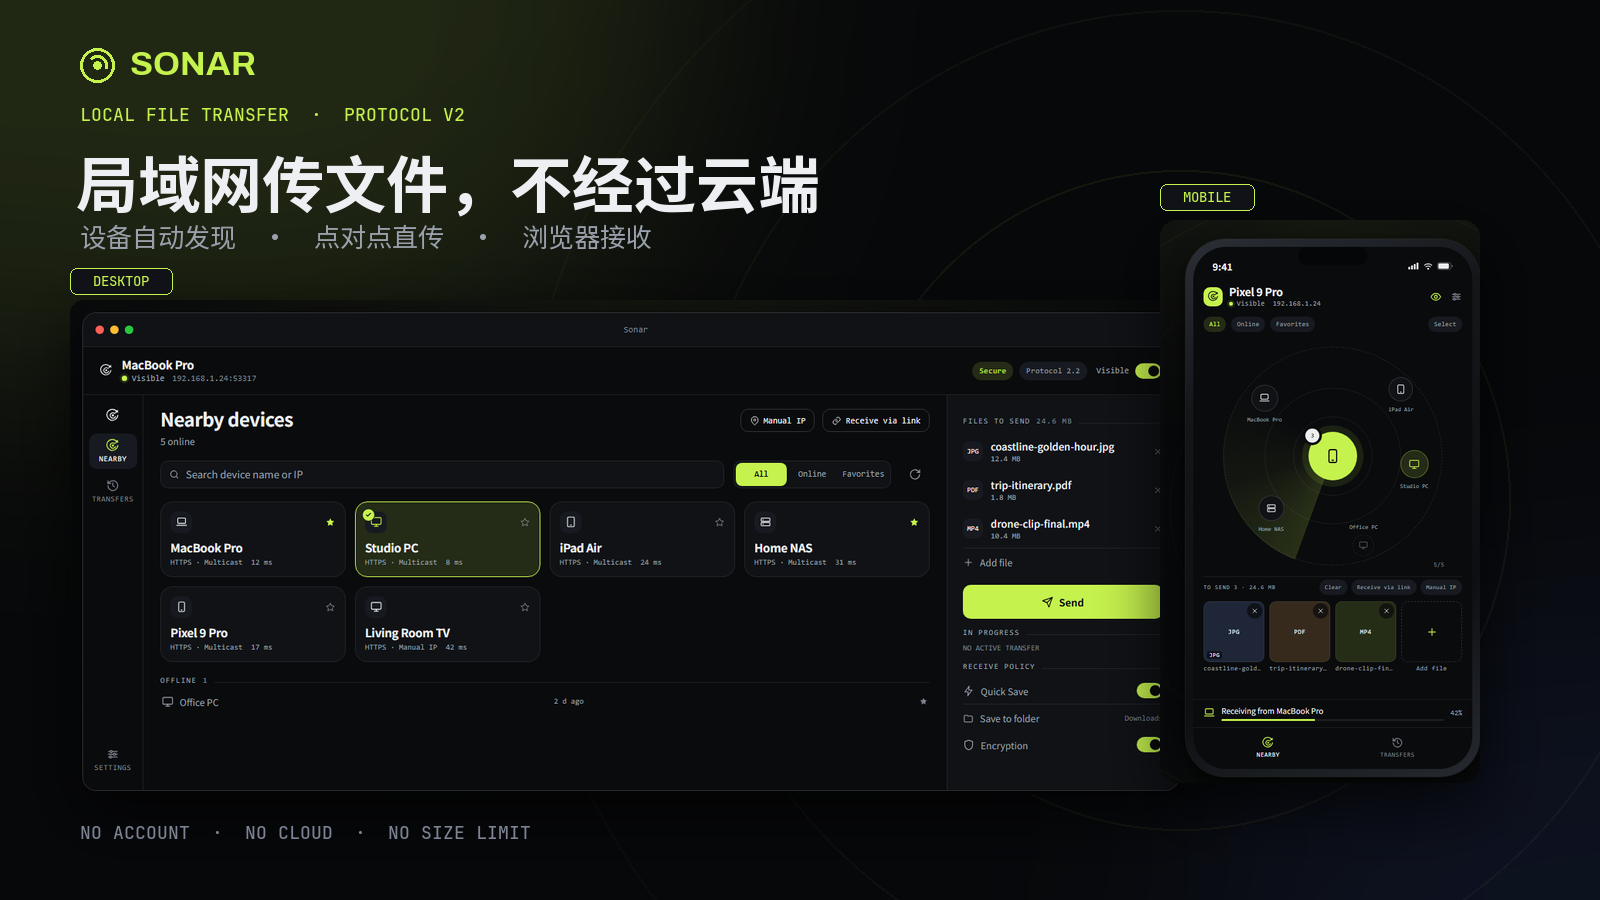 SONAR
LOCAL FILE TRANSFER · PROTOCOL V2
局域网传文件，不经过云端
设备自动发现 • 点对点直传 • 浏览器接收
DESKTOP
Sonar
MacBook Pro
Visible 192.168.1.24:53317
Secure
Protocol 2.2
Visible
NEARBY
TRANSFERS
SETTINGS
Nearby devices
5 online
Manual IP
Receive via link
Search device name or IP
All
Online
Favorites
MacBook Pro
HTTPS · Multicast 12 ms
Studio PC
HTTPS · Multicast 8 ms
iPad Air
HTTPS · Multicast 24 ms
Home NAS
HTTPS · Multicast 31 ms
Pixel 9 Pro
HTTPS · Multicast 17 ms
Living Room TV
HTTPS · Manual IP 42 ms
OFFLINE 1
Office PC
2 d ago
FILES TO SEND 24.6 MB
JPG
coastline-golden-hour.jpg
12.4 MB
PDF
trip-itinerary.pdf
1.8 MB
MP4
drone-clip-final.mp4
10.4 MB
Add file
Send
IN PROGRESS
NO ACTIVE TRANSFER
RECEIVE POLICY
Quick Save
Save to folder
Download
Encryption
MOBILE
9:41
Pixel 9 Pro
Visible 192.168.1.24
All
Online
Favorites
Select
MacBook Pro
iPad Air
3
Studio PC
Home NAS
Office PC
5/5
TO SEND 3 · 24.6 MB
Clear
Receive via link
Manual IP
JPG
JPG
PDF
MP4
coastline-gold…
trip-itinerary…
drone-clip-fin…
Add file
Receiving from MacBook Pro
42%
NEARBY
TRANSFERS
NO ACCOUNT · NO CLOUD · NO SIZE LIMIT